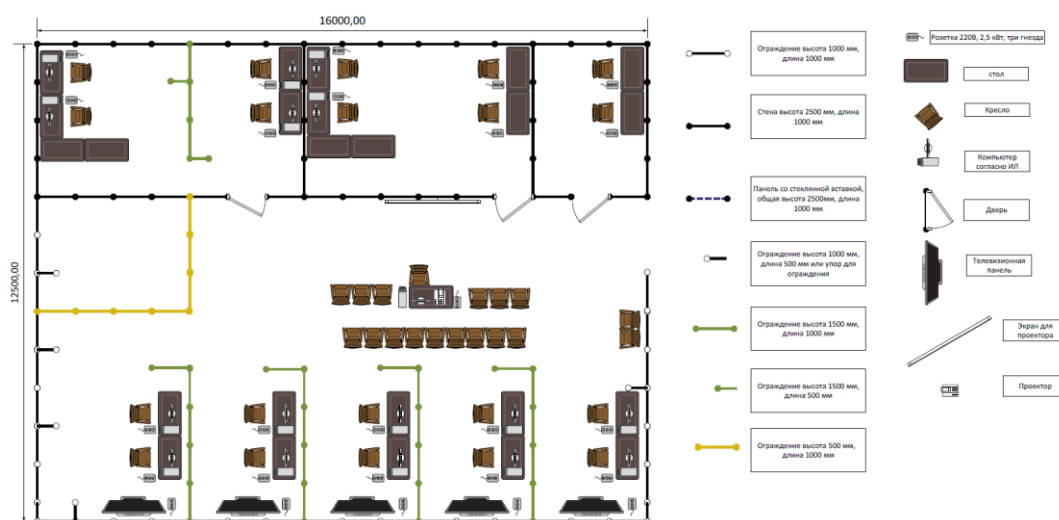 16000,00
12500,00
Ограждение высота 1000 мм,
длина 1000 мм
Стена высота 2500 мм, длина
1000 мм
Панель со стеклянной вставкой,
общая высота 2500мм, длина
1000 мм
Ограждение высота 1000 мм,
длина 500 мм или упор для
ограждения
Ограждение высота 1500 мм,
длина 1000 мм
Ограждение высота 1500 мм,
длина 500 мм
Ограждение высота 500 мм,
длина 1000 мм
Розетка 220В, 2,5 кВт, три гнезда
стол
Кресло
Компьютер
согласно ИЛ
Дверь
Телевизионная
панель
Экран для
проектора
Проектор